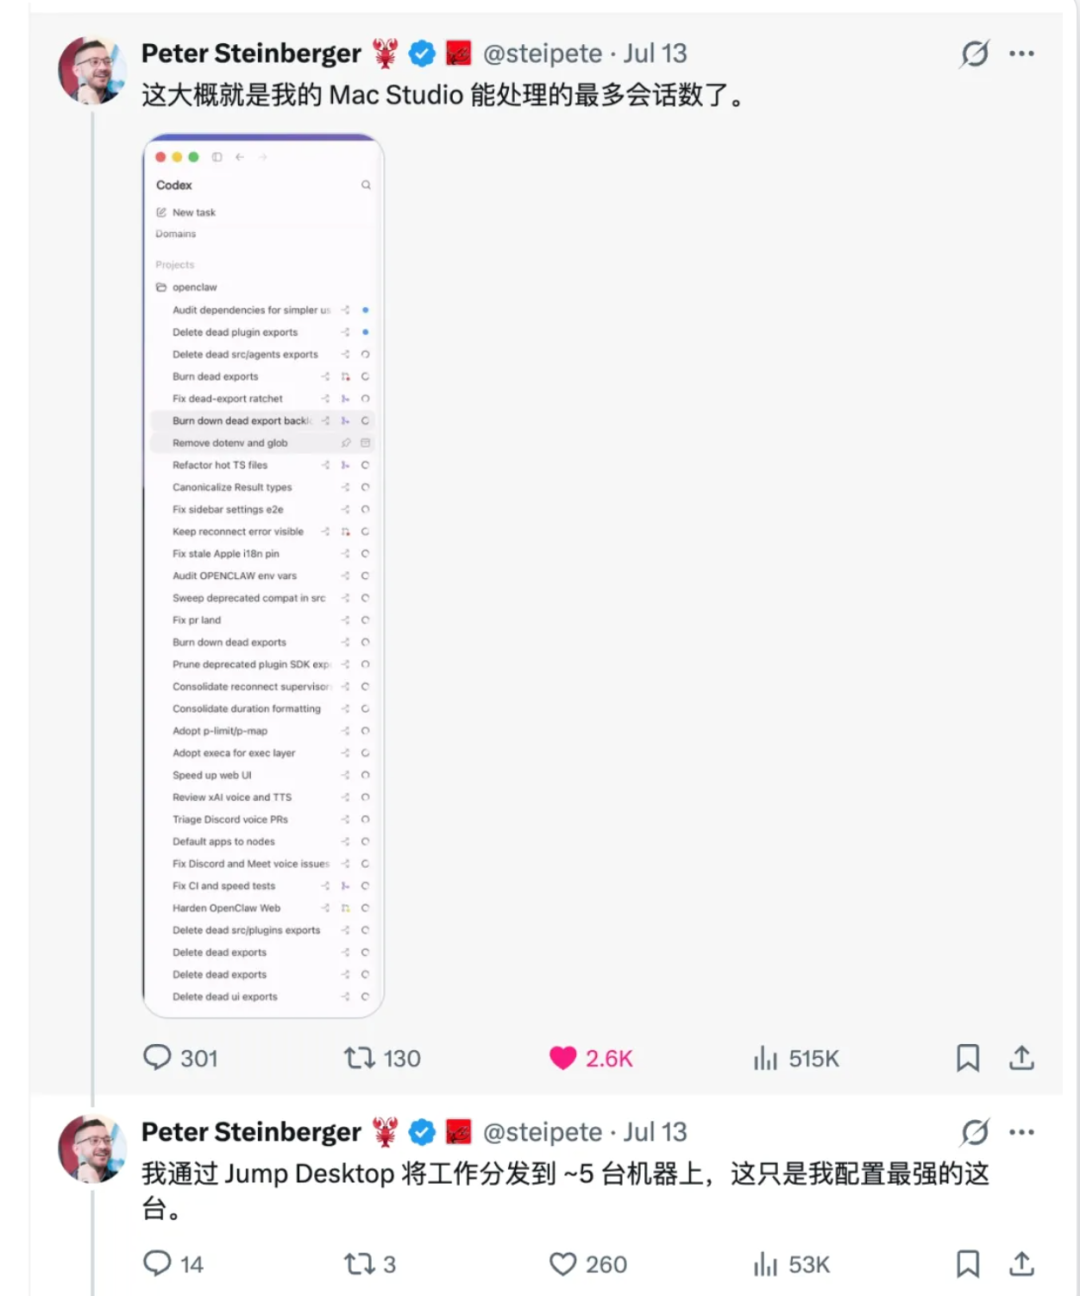 Peter Steinberger @steipete · Jul 13
这大概就是我的 Mac Studio 能处理的最多会话数了。
Codex
New task
Domains
Projects
openclaw
Audit dependencies for simpler us
Delete dead plugin exports
Delete dead src/agents exports
Burn dead exports
Fix dead-export ratchet
Burn down dead export backl
Remove dotenv and glob
Refactor hot TS files
Canonicalize Result types
Fix sidebar settings e2e
Keep reconnect error visible
Fix stale Apple i18n pin
Audit OPENCLAW env vars
Sweep deprecated compat in src
Fix pr land
Burn down dead exports
Prune deprecated plugin SDK exp
Consolidate reconnect supervisor
Consolidate duration formatting
Adopt p-limit/p-map
Adopt execa for exec layer
Speed up web UI
Review xAI voice and TTS
Triage Discord voice PRs
Default apps to nodes
Fix Discord and Meet voice issues
Fix CI and speed tests
Harden OpenClaw Web
Delete dead src/plugins exports
Delete dead exports
Delete dead exports
Delete dead ui exports
301 130 2.6K 515K
Peter Steinberger @steipete · Jul 13
我通过 Jump Desktop 将工作分发到 ~5 台机器上，这只是我配置最强的这
台。
14 3 260 53K